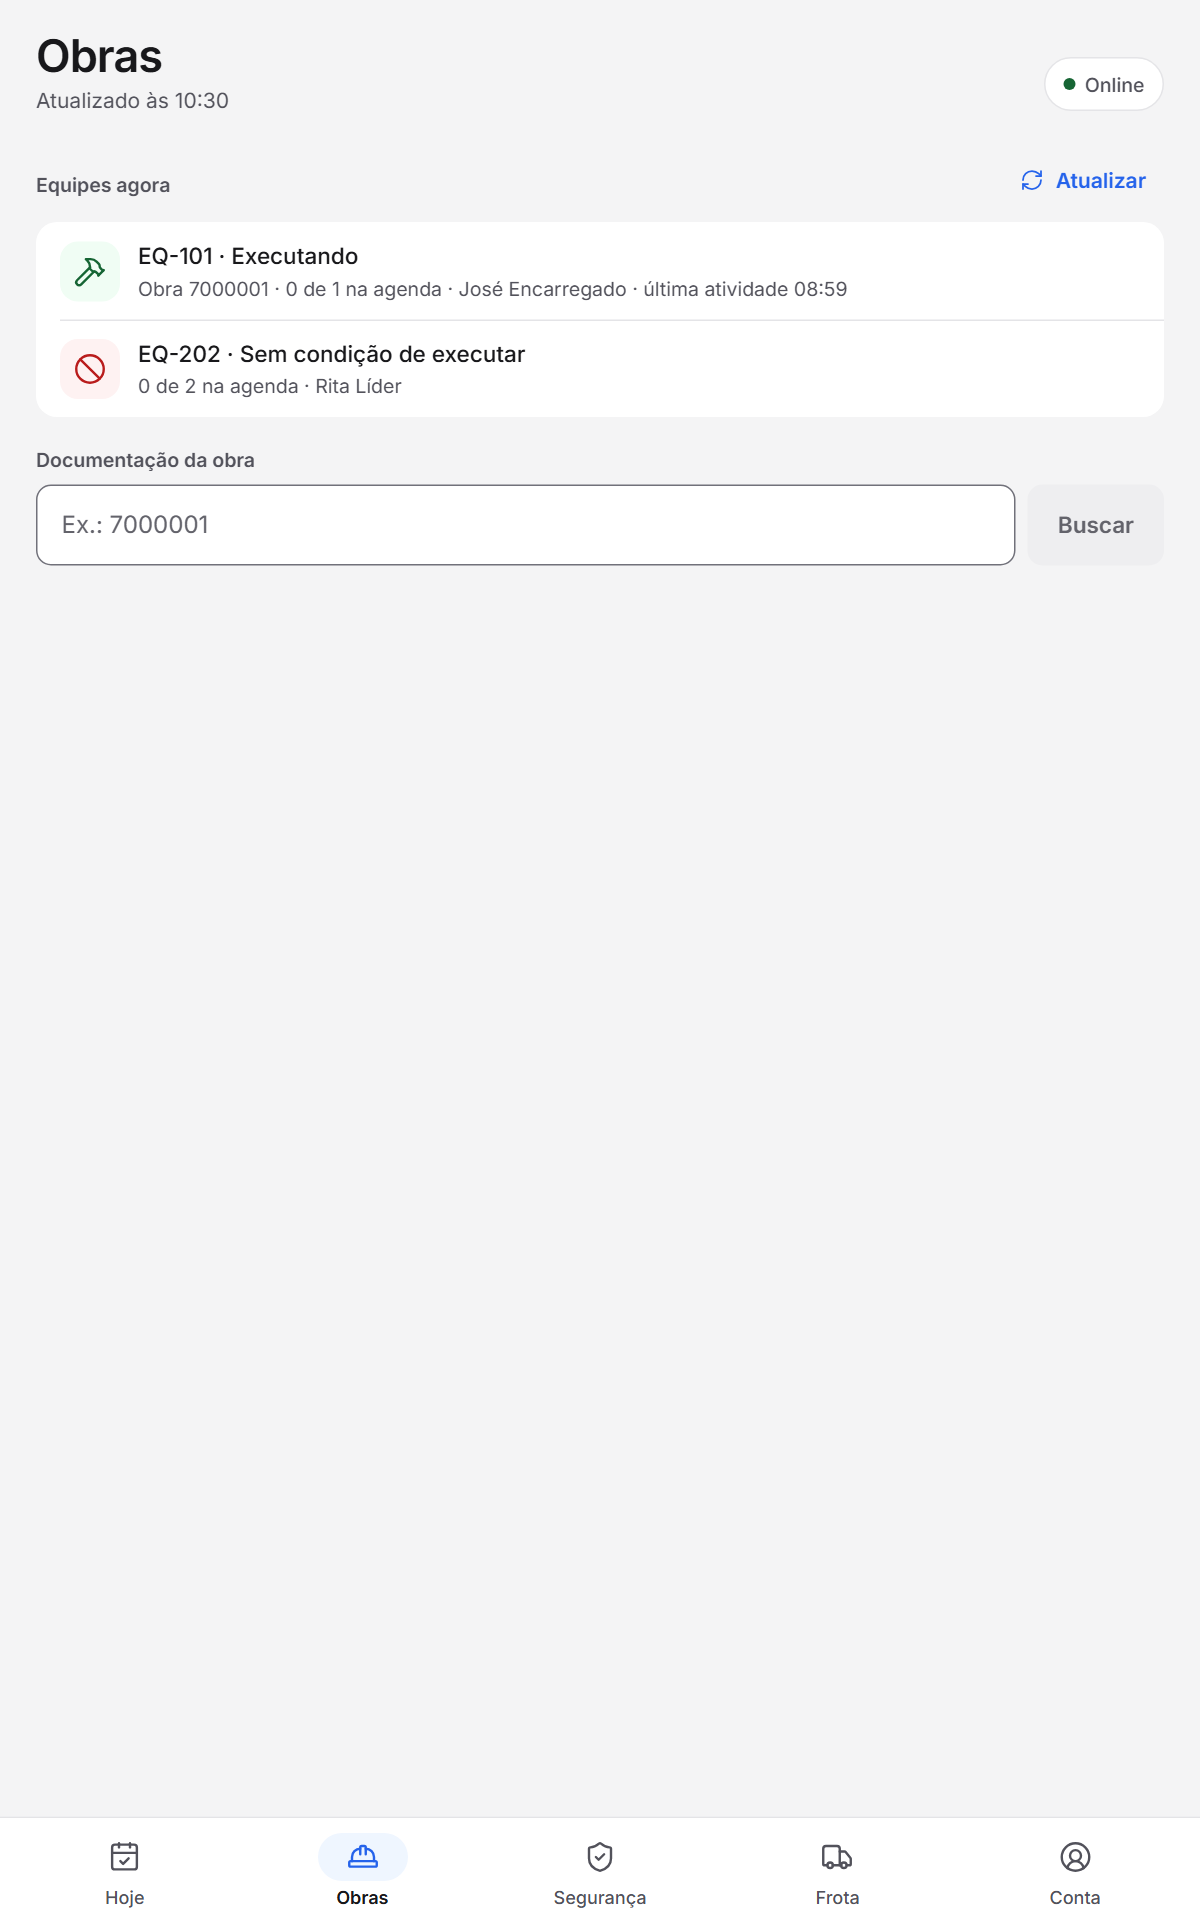 Obras
Atualizado às 10:30
Online
Equipes agora
Atualizar
EQ-101 · Executando
Obra 7000001 · 0 de 1 na agenda · José Encarregado · última atividade 08:59
EQ-202 · Sem condição de executar
0 de 2 na agenda · Rita Líder
Documentação da obra
Ex.: 7000001
Buscar
Hoje
Obras
Segurança
Frota
Conta